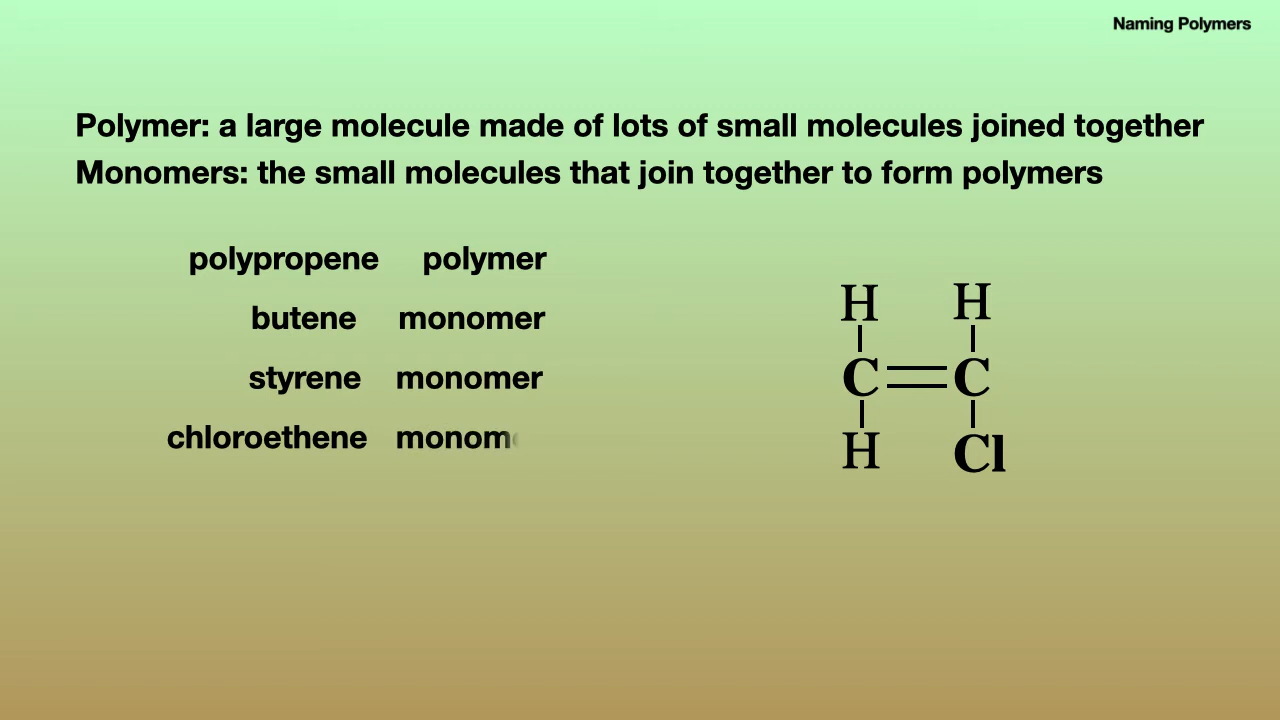 Naming Polymers
Polymer: a large molecule made of lots of small molecules joined together
Monomers: the small molecules that join together to form polymers
polypropene polymer
butene monomer
styrene monomer
chloroethene monom
H H
C C
H Cl